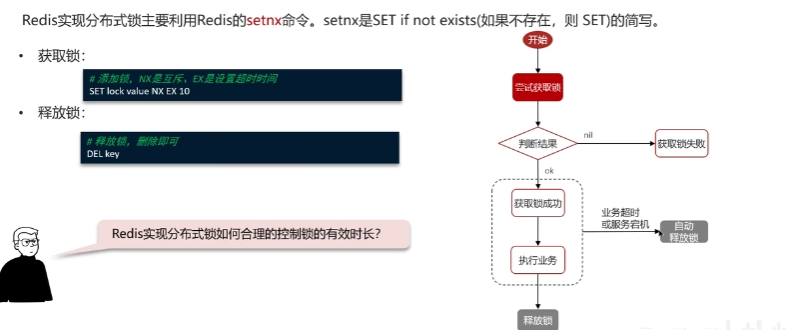 Redis实现分布式锁主要利用Redis的setnx命令。setnx是SET if not exists(如果不存在，则 SET)的简写。
• 获取锁：
# 添加锁，NX是互斥、EX是设置超时时间
SET lock value NX EX 10
• 释放锁：
# 释放锁，删除即可
DEL key
Redis实现分布式锁如何合理的控制锁的有效时长？
开始
尝试获取锁
判断结果
nil
获取锁失败
ok
获取锁成功
执行业务
业务超时
或服务宕机
自动
释放锁
释放锁